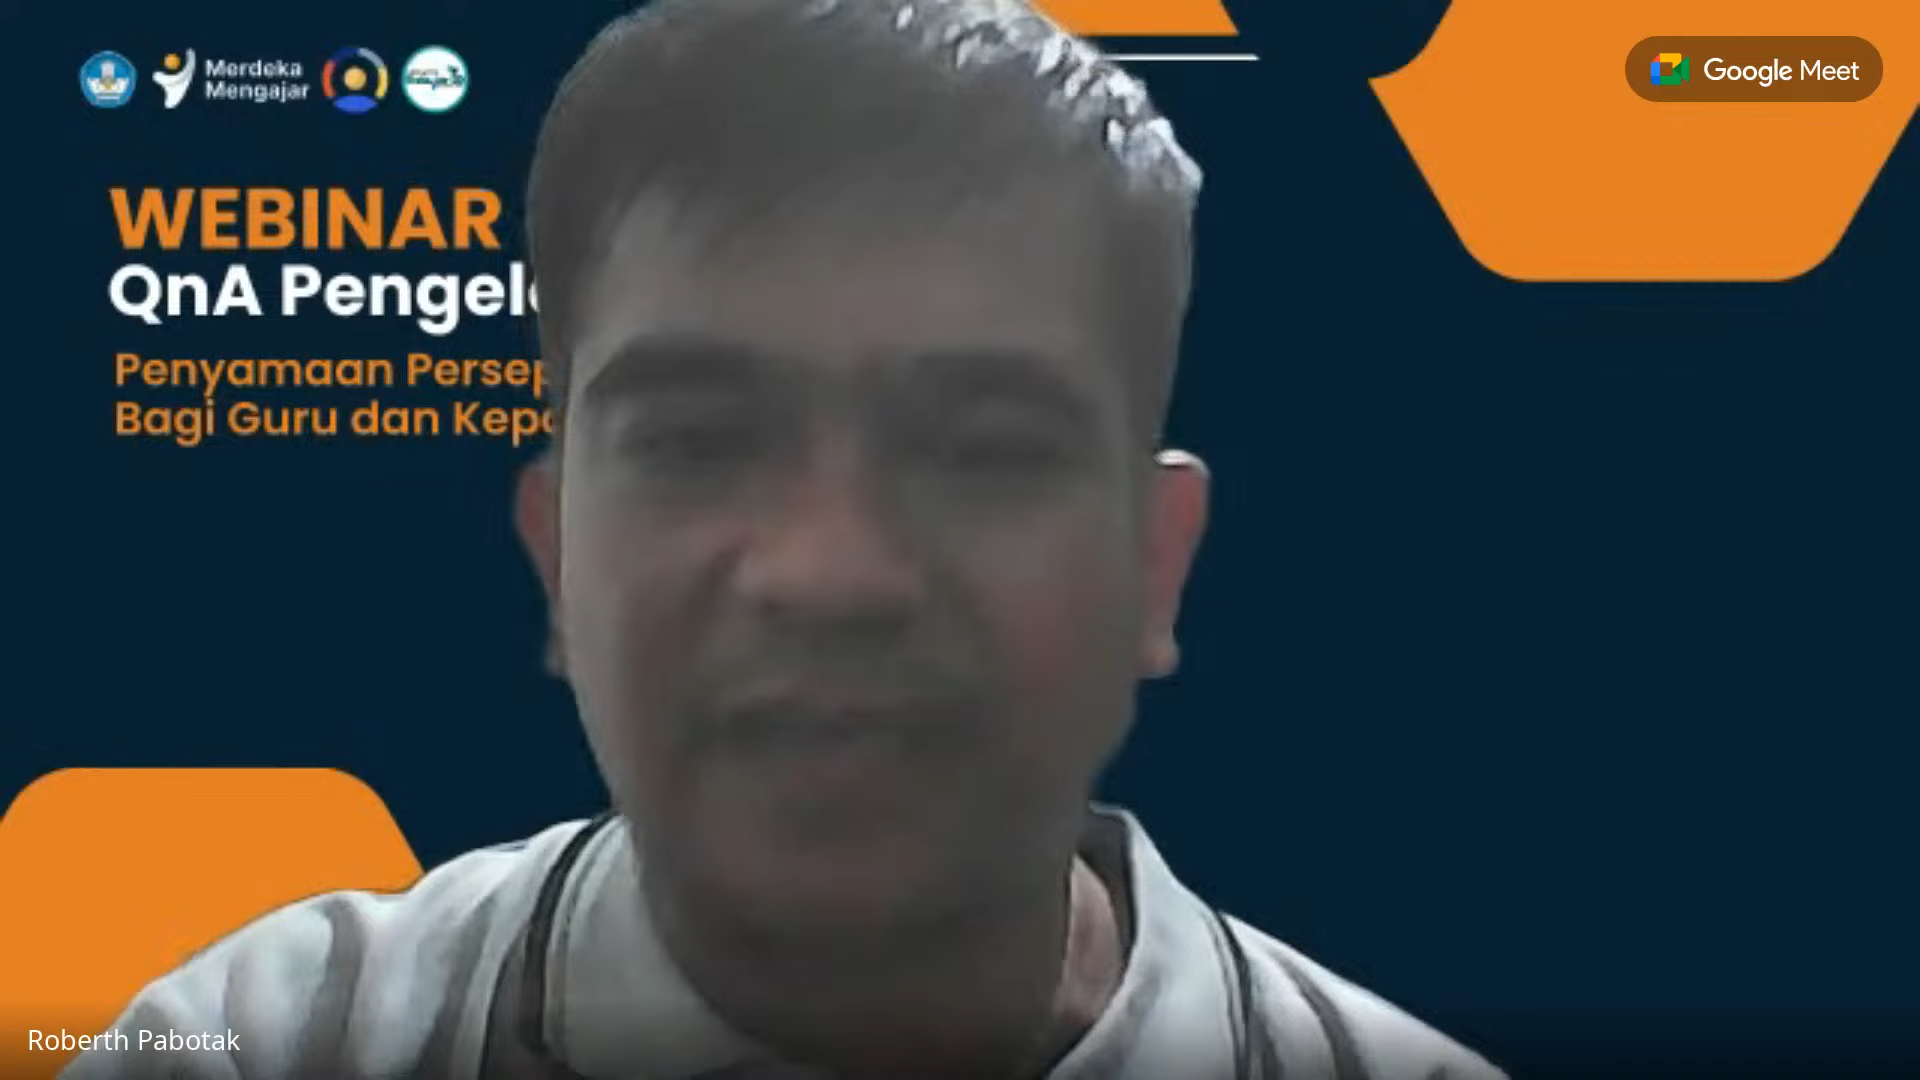 Merdeka
Mengajar
Google Meet
WEBINAR
QnA Pengel
Penyamaan Persep
Bagi Guru dan Kep
Roberth Pabotak